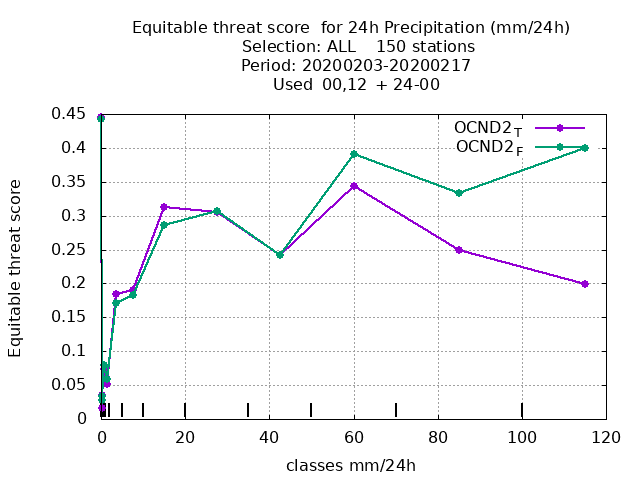 Equitable threat score for 24h Precipitation (mm/24h)
Selection: ALL 150 stations
Period: 20200203-20200217
Used 00,12 + 24-00
OCND2T
OCND2F
Equitable threat score
0.45
0.4
0.35
0.3
0.25
0.2
0.15
0.1
0.05
0
0 20 40 60 80 100 120
classes mm/24h